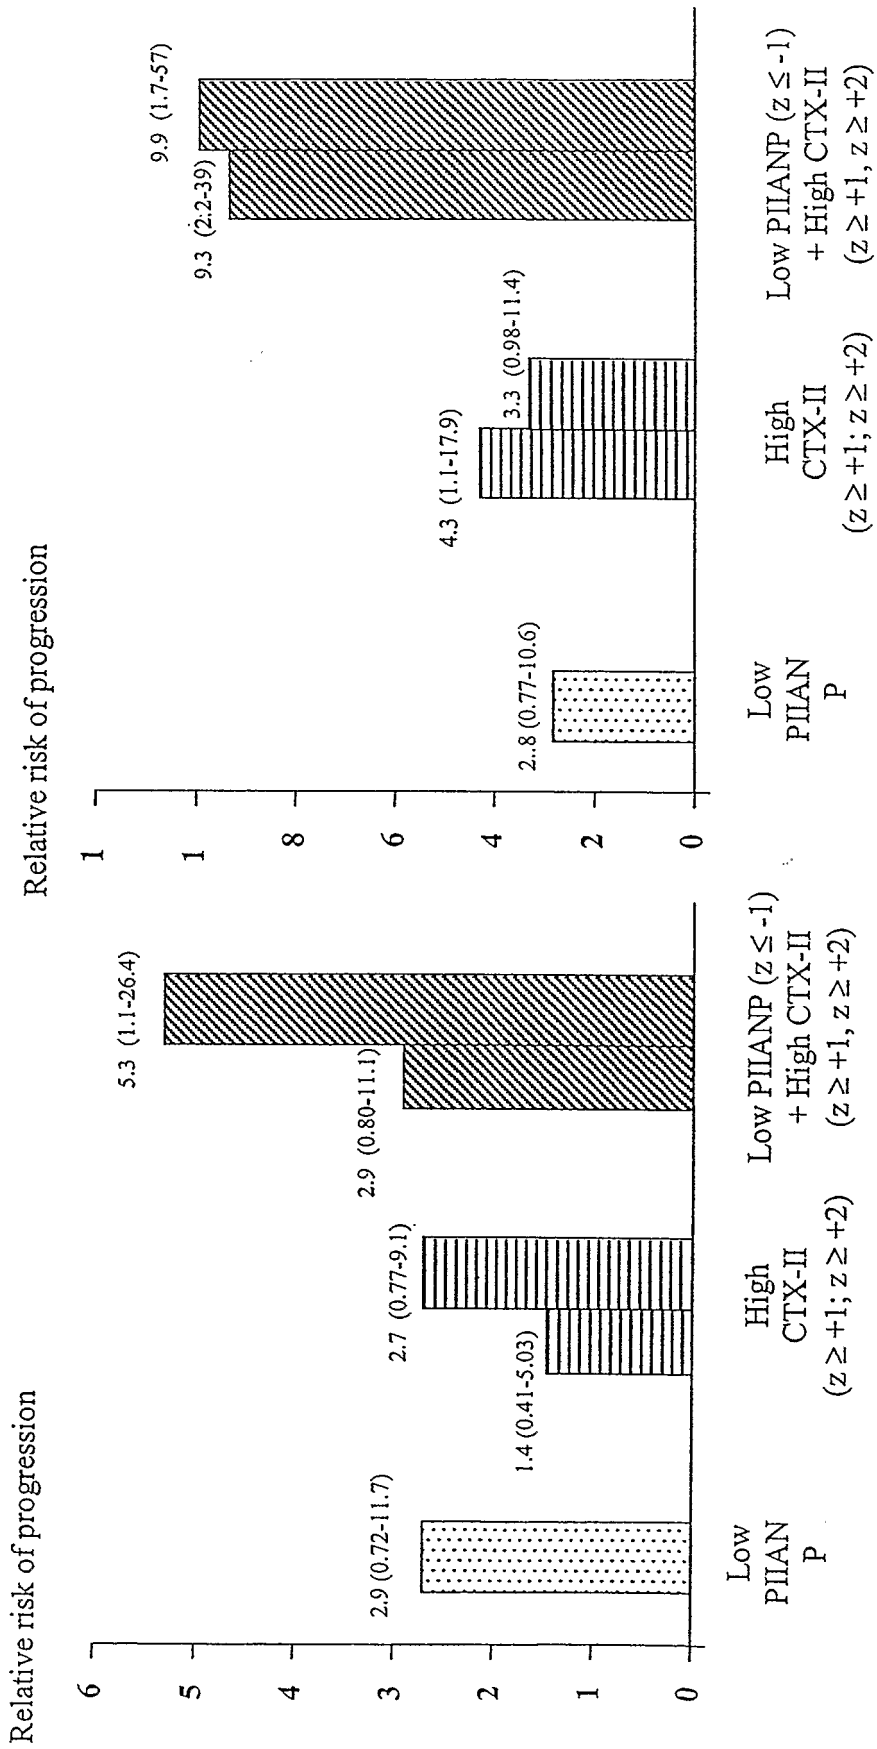 Relative risk of progression
6
5
4
3
2
1
0
2.9 (0.72-11.7)
1.4 (0.41-5.03)
2.7 (0.77-9.1)
2.9 (0.80-11.1)
5.3 (1.1-26.4)
Low
PIIAN
P
High
CTX-II
(z ≥ +1; z ≥ +2)
Low PIIANP (z ≤ -1)
+ High CTX-II
(z ≥ +1, z ≥ +2)
Relative risk of progression
1
1
8
6
4
2
0
2..8 (0.77-10.6)
4.3 (1.1-17.9)
3.3 (0.98-11.4)
9.3 (2:2-39)
9.9 (1.7-57)
Low
PIIAN
P
High
CTX-II
(z ≥ +1; z ≥ +2)
Low PIIANP (z ≤ -1)
+ High CTX-II
(z ≥ +1, z ≥ +2)